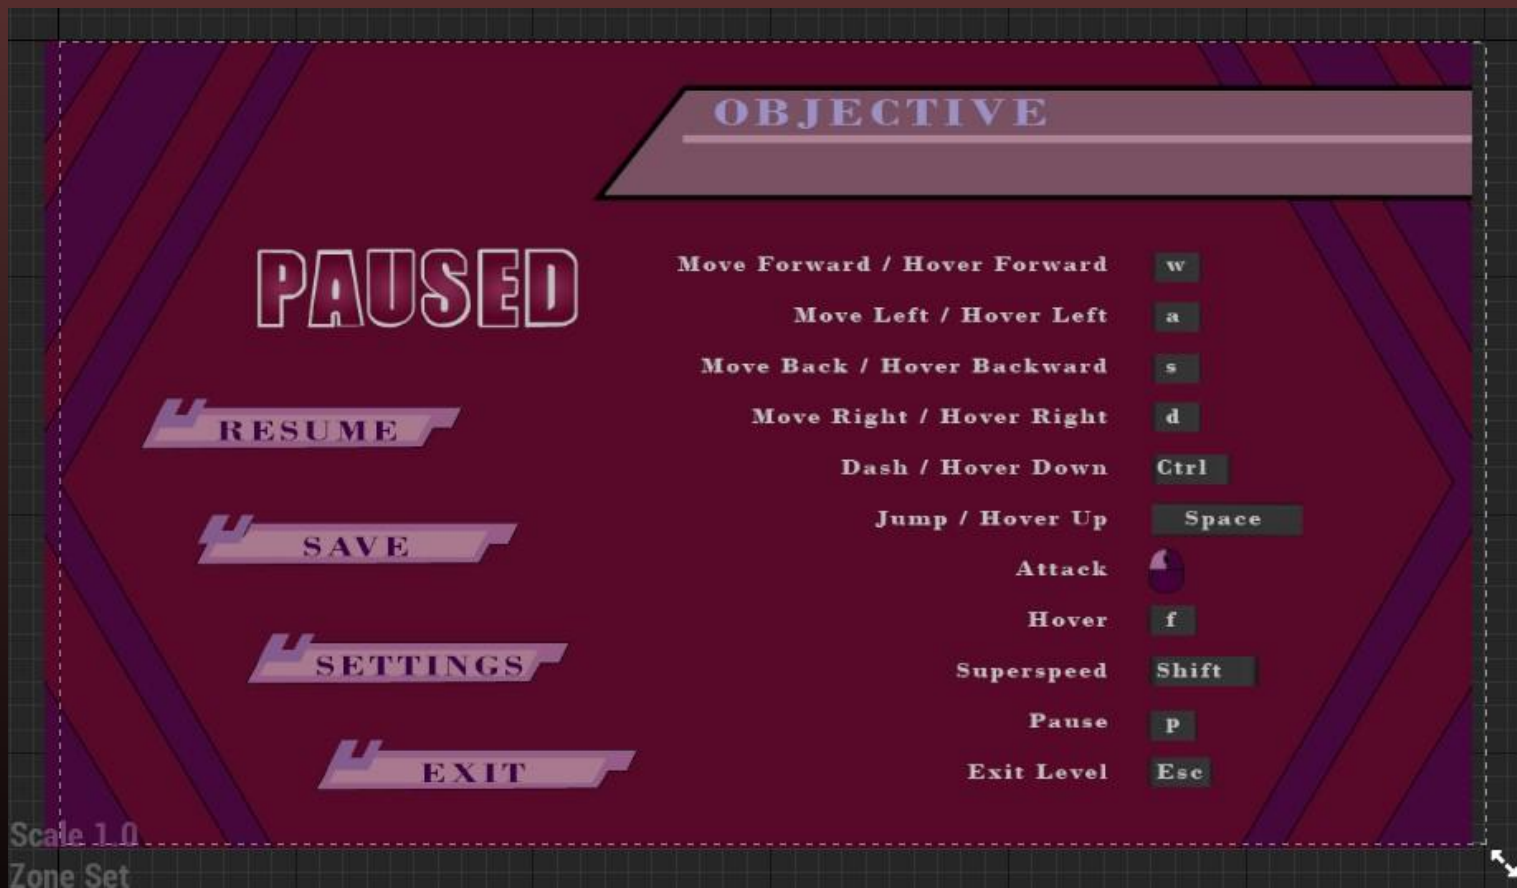 OBJECTIVE
PAUSED
RESUME
SAVE
SETTINGS
EXIT
Move Forward / Hover Forward w
Move Left / Hover Left a
Move Back / Hover Backward s
Move Right / Hover Right d
Dash / Hover Down Ctrl
Jump / Hover Up Space
Attack
Hover f
Superspeed Shift
Pause p
Exit Level Esc
Scale 1.0
Zone Set